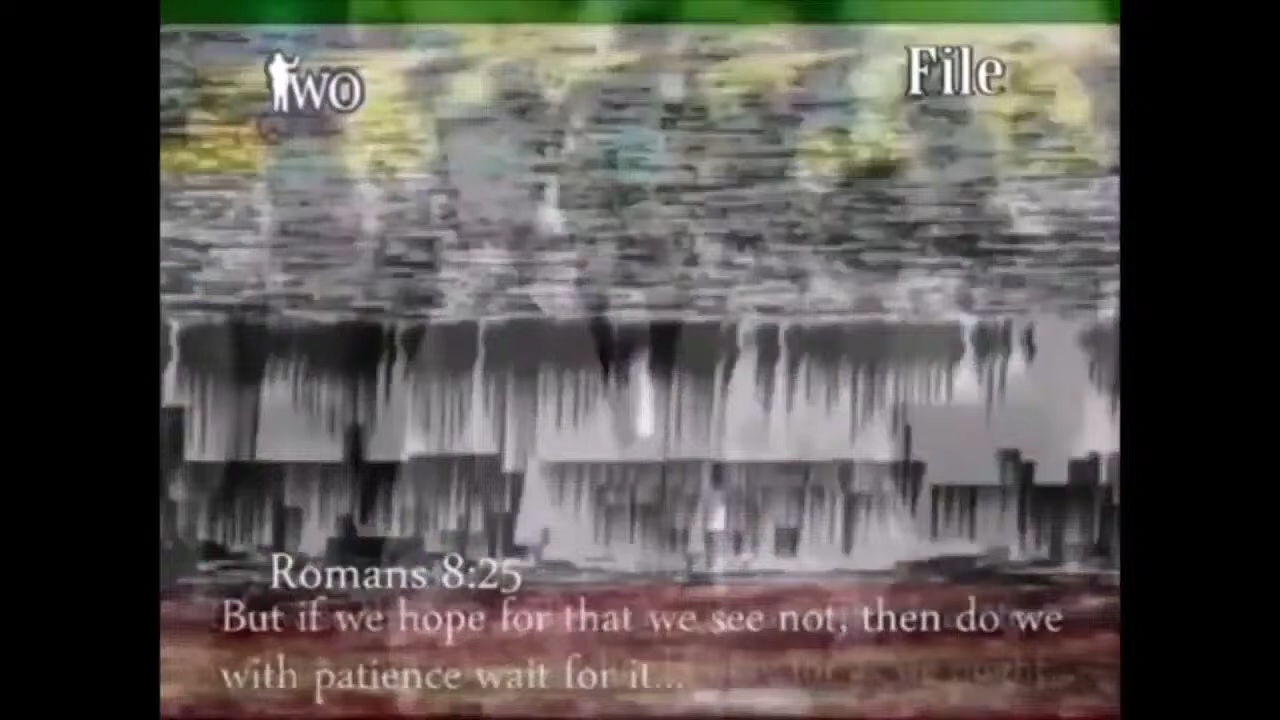 Two
File
Romans 8:25
But if we hope for that we see not, then do we
with patience wait for it...